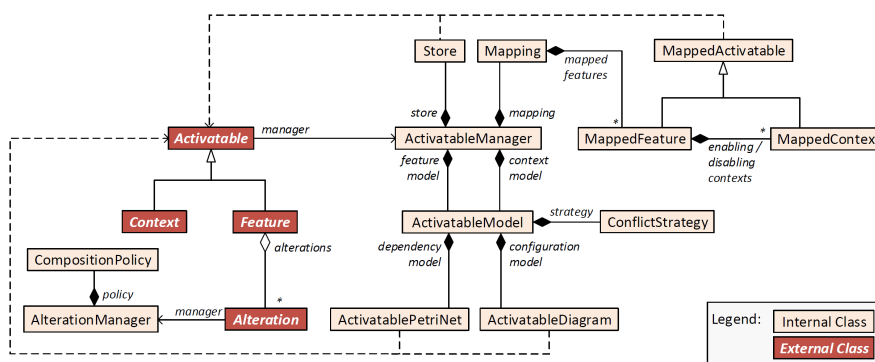 Store
Mapping
MappedActivatable
mapped
features
store
mapping
Activatable
manager
ActivatableManager
*
MappedFeature
*
MappedContext
enabling /
disabling
contexts
feature
model
context
model
Context
Feature
ActivatableModel
strategy
ConflictStrategy
alterations
dependency
model
configuration
model
CompositionPolicy
policy
*
AlterationManager
manager
Alteration
ActivatablePetriNet
ActivatableDiagram
Legend:
Internal Class
External Class